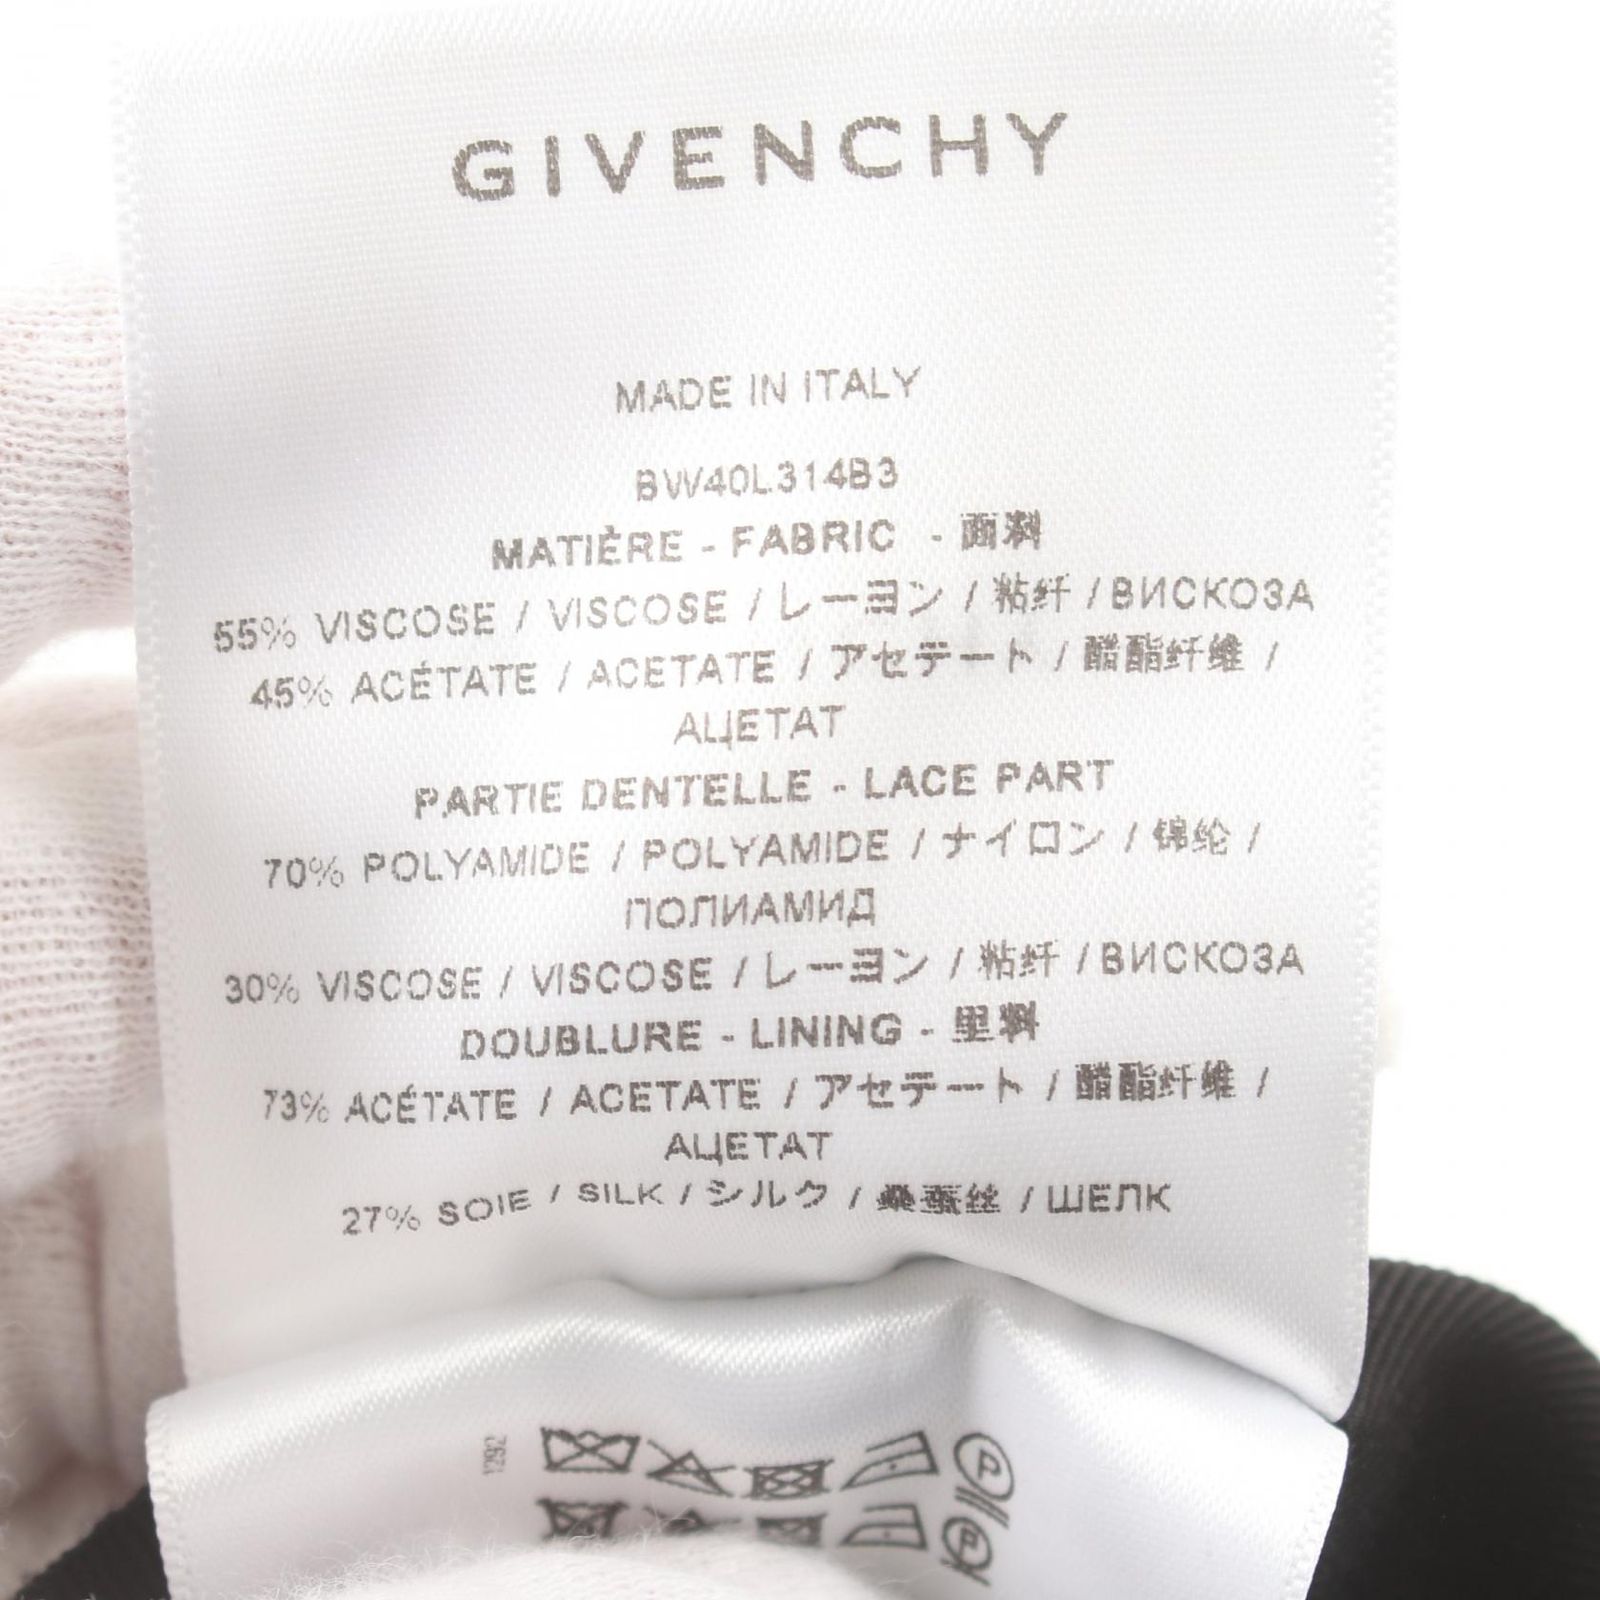 GIVENCHY
MADE IN ITALY
BW40L314B3
MATIÈRE - FABRIC - 面料
55% VISCOSE / VISCOSE / レーヨン / 粘纤 / ВИСКОЗА
45% ACÉTATE / ACETATE / アセテート / 醋酯纤维 /
АЦЕТАТ
PARTIE DENTELLE - LACE PART
70% POLYAMIDE / POLYAMIDE / ナイロン / 锦纶 /
ПОЛИАМИД
30% VISCOSE / VISCOSE / レーヨン / 粘纤 / ВИСКОЗА
DOUBLURE - LINING - 里料
73% ACÉTATE / ACETATE / アセテート / 醋酯纤维 /
АЦЕТАТ
27% SOIE / SILK / シルク / 桑蚕丝 / ШЕЛК
1292
P